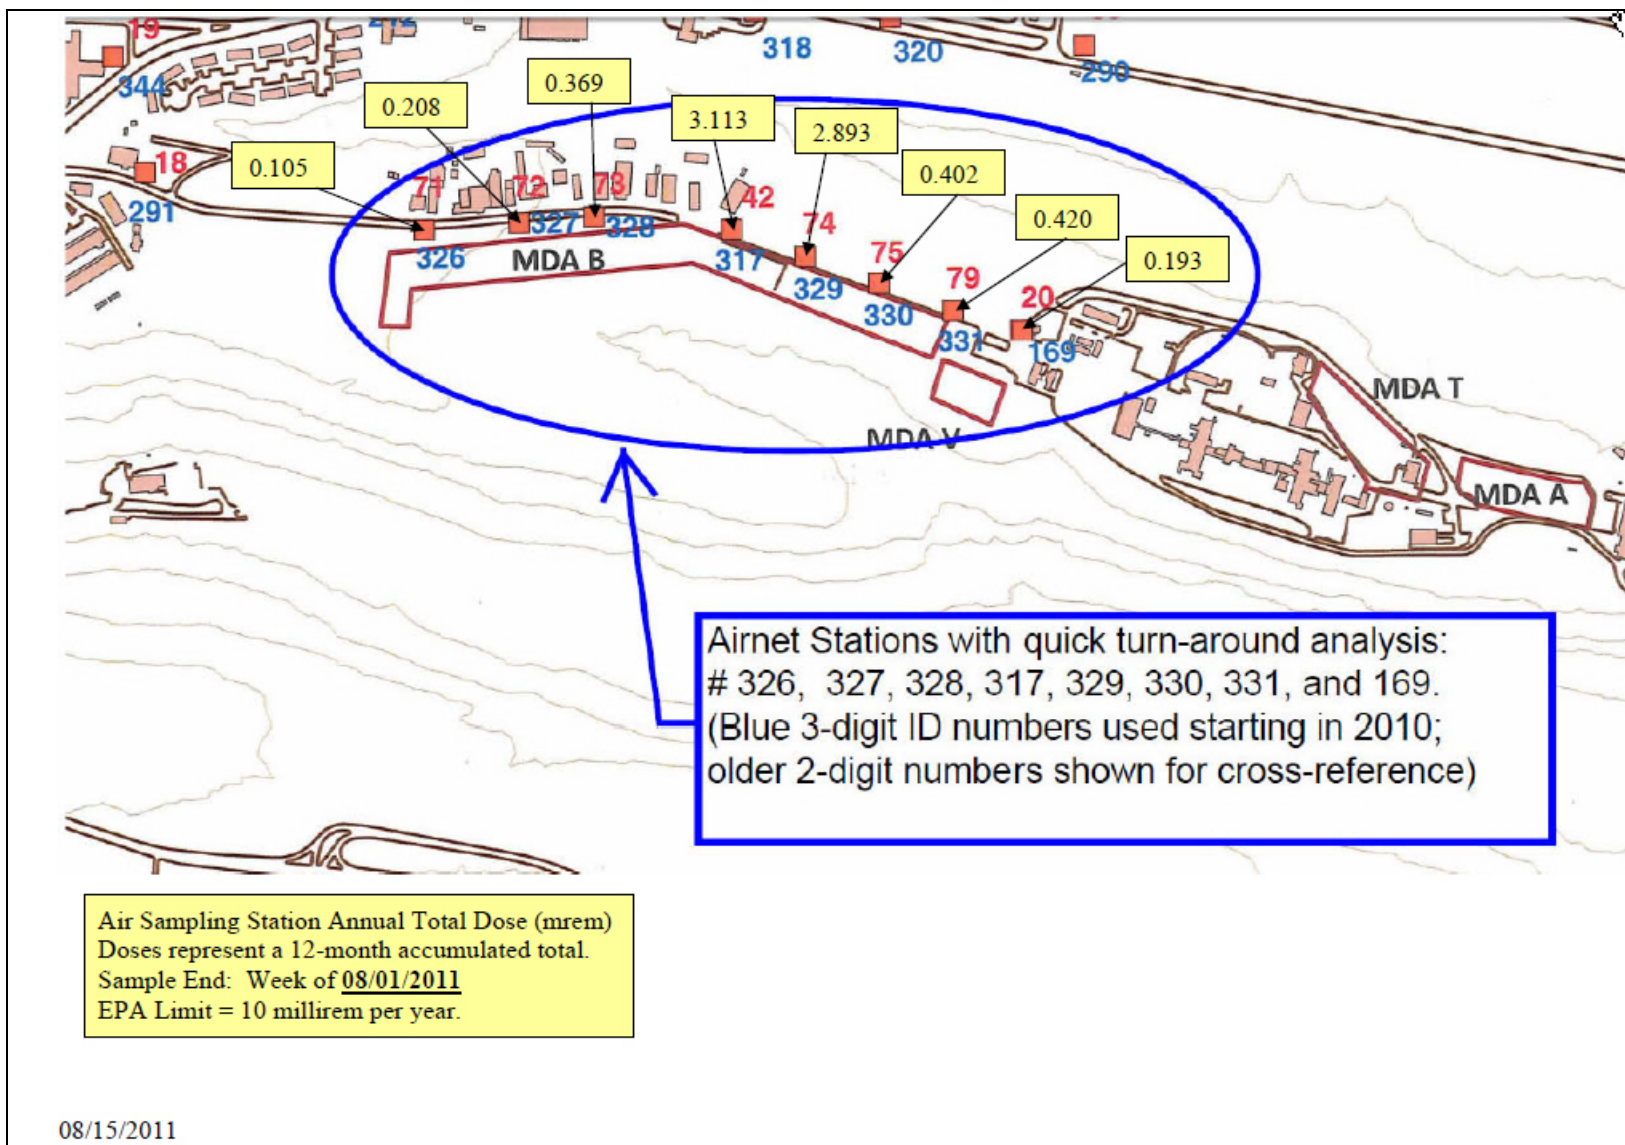 19
344
242
318
320
290
0.369
0.208
3.113
2.893
0.105
0.402
0.420
0.193
18
291
71
72
73
42
74
75
79
20
326
327
328
317
329
330
331
169
MDA B
MDA V
MDA T
MDA A
Airnet Stations with quick turn-around analysis:
# 326, 327, 328, 317, 329, 330, 331, and 169.
(Blue 3-digit ID numbers used starting in 2010;
older 2-digit numbers shown for cross-reference)
Air Sampling Station Annual Total Dose (mrem)
Doses represent a 12-month accumulated total.
Sample End: Week of 08/01/2011
EPA Limit = 10 millirem per year.
08/15/2011